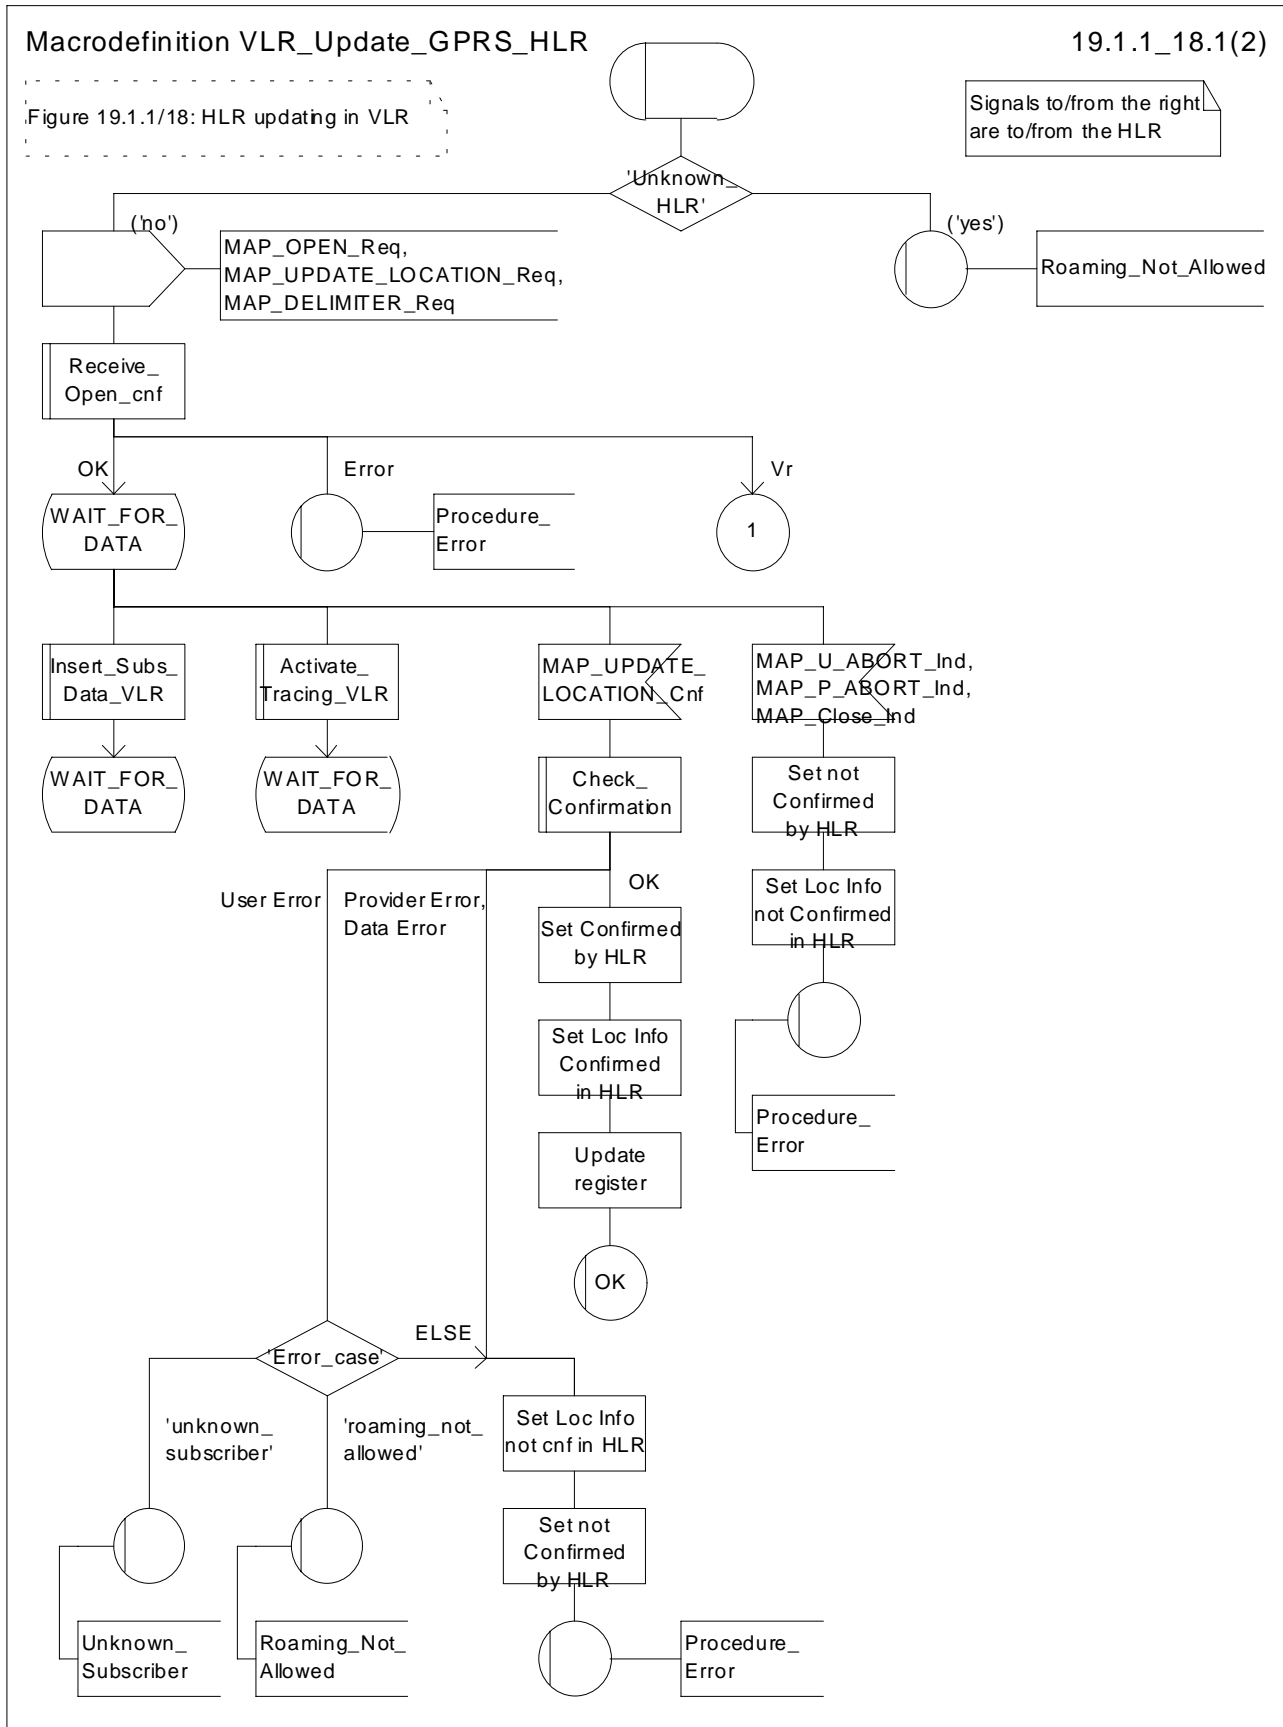 Macrodefinition VLR_Update_GPRS_HLR
19.1.1_18.1(2)
Figure 19.1.1/18: HLR updating in VLR
Signals to/from the right
are to/from the HLR
'Unknown_
HLR'
('no')
('yes')
MAP_OPEN_Req,
MAP_UPDATE_LOCATION_Req,
MAP_DELIMITER_Req
Roaming_Not_Allowed
Receive_
Open_cnf
OK
Error
Vr
WAIT_FOR_
DATA
Procedure_
Error
1
Insert_Subs_
Data_VLR
Activate_
Tracing_VLR
MAP_UPDATE_
LOCATION_Cnf
MAP_U_ABORT_Ind,
MAP_P_ABORT_Ind,
MAP_Close_Ind
WAIT_FOR_
DATA
WAIT_FOR_
DATA
Check_
Confirmation
Set not
Confirmed
by HLR
User Error
Provider Error,
Data Error
OK
Set Loc Info
not Confirmed
in HLR
Set Confirmed
by HLR
Set Loc Info
Confirmed
in HLR
Procedure_
Error
Update
register
OK
'Error_case'
ELSE
'unknown_
subscriber'
'roaming_not_
allowed'
Set Loc Info
not cnf in HLR
Set not
Confirmed
by HLR
Unknown_
Subscriber
Roaming_Not_
Allowed
Procedure_
Error